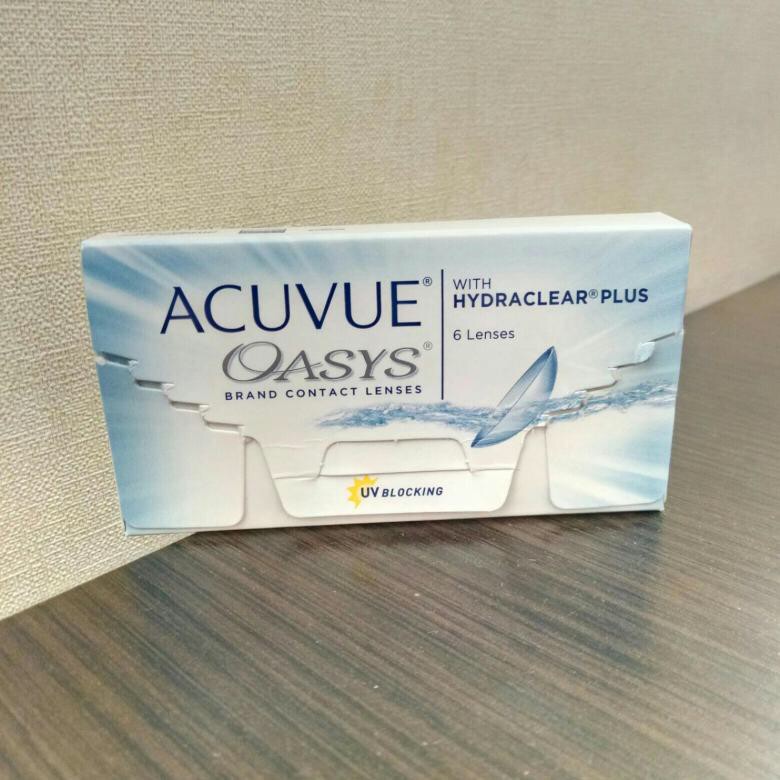 ACUVUE®
OASYS®
BRAND CONTACT LENSES
WITH
HYDRACLEAR® PLUS
6 Lenses
UV BLOCKING